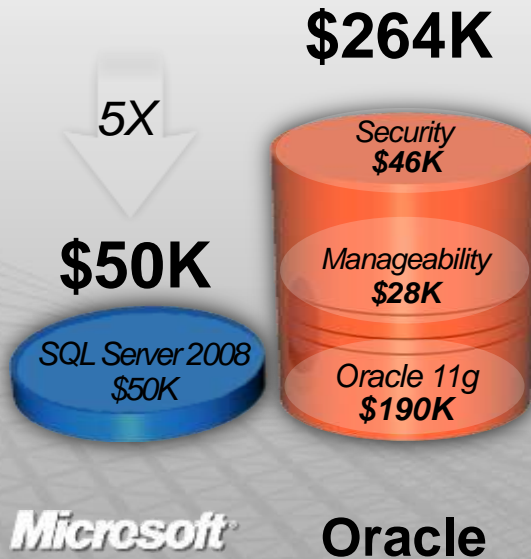 $264K
5X
Security
$46K
$50K
Manageability
$28K
SQL Server 2008
$50K
Oracle 11g
$190K
Microsoft
Oracle